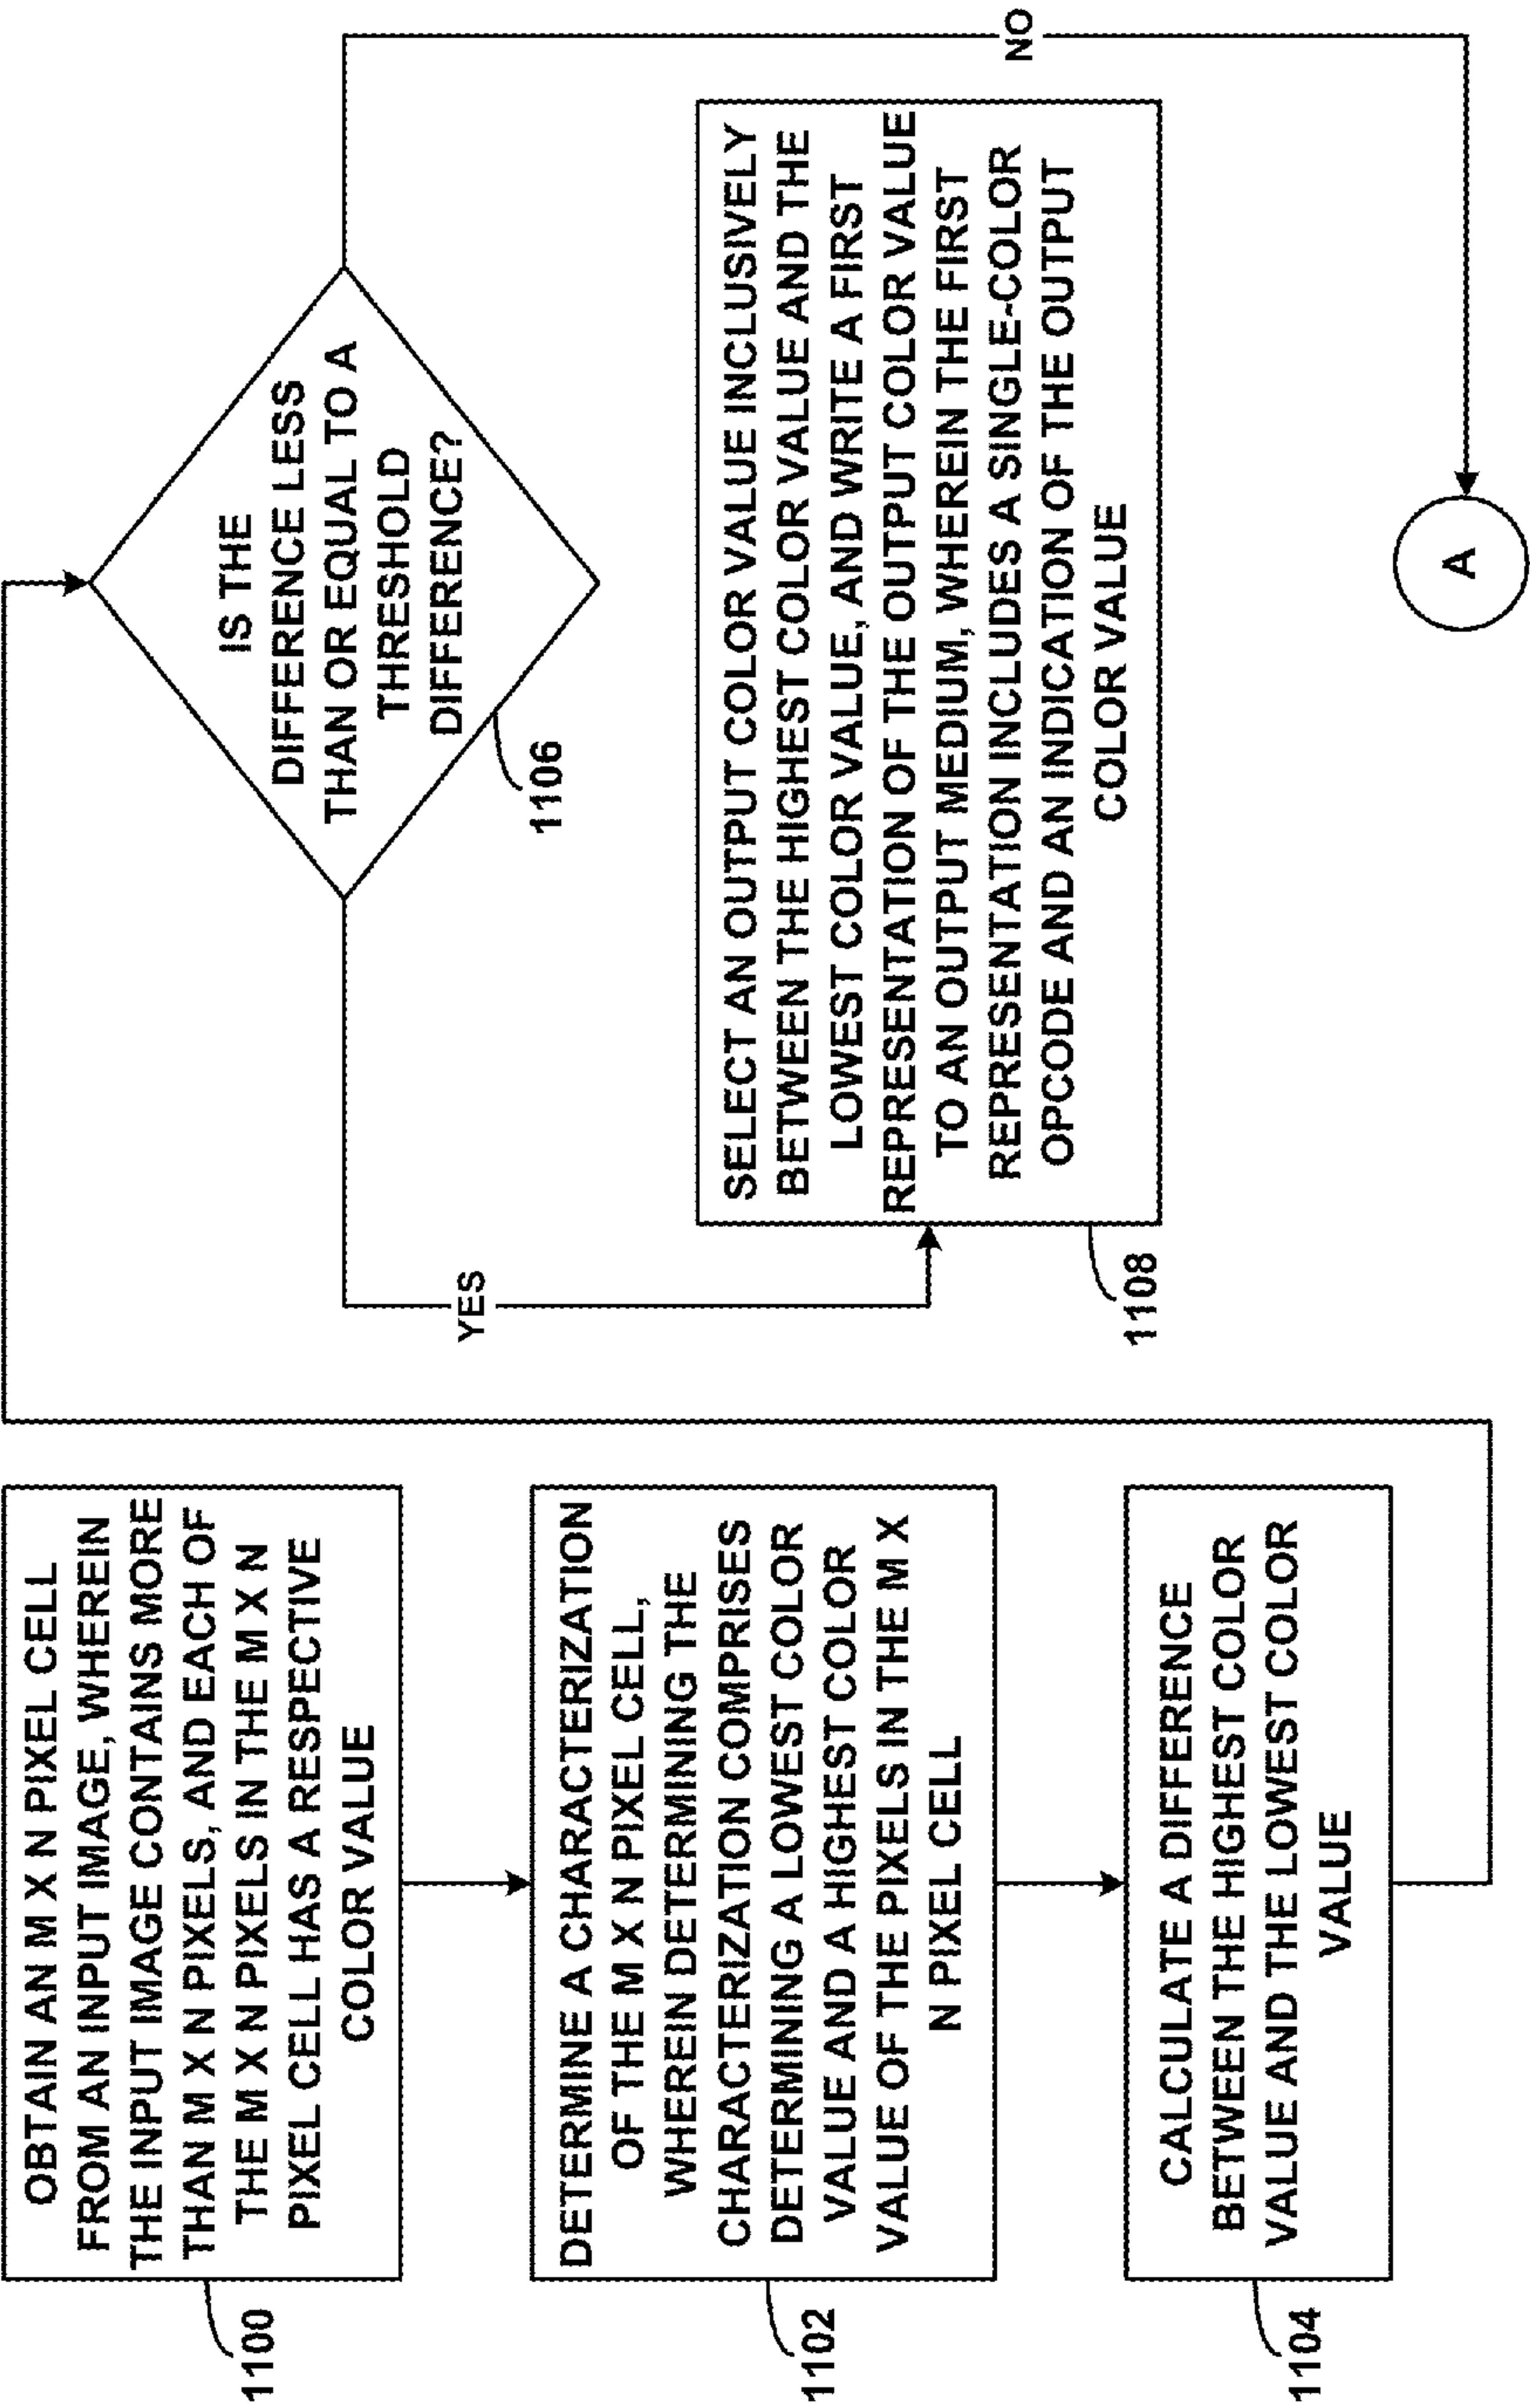 OBTAIN AN M X N PIXEL CELL
FROM AN INPUT IMAGE, WHEREIN
THE INPUT IMAGE CONTAINS MORE
THAN M X N PIXELS, AND EACH OF
THE M X N PIXELS IN THE M X N
PIXEL CELL HAS A RESPECTIVE
COLOR VALUE
1100
DETERMINE A CHARACTERIZATION
OF THE M X N PIXEL CELL,
WHEREIN DETERMINING THE
CHARACTERIZATION COMPRISES
DETERMINING A LOWEST COLOR
VALUE AND A HIGHEST COLOR
VALUE OF THE PIXELS IN THE M X
N PIXEL CELL
1102
CALCULATE A DIFFERENCE
BETWEEN THE HIGHEST COLOR
VALUE AND THE LOWEST COLOR
VALUE
1104
IS THE
DIFFERENCE LESS
THAN OR EQUAL TO A
THRESHOLD
DIFFERENCE?
1106
YES
SELECT AN OUTPUT COLOR VALUE INCLUSIVELY
BETWEEN THE HIGHEST COLOR VALUE AND THE
LOWEST COLOR VALUE, AND WRITE A FIRST
REPRESENTATION OF THE OUTPUT COLOR VALUE
TO AN OUTPUT MEDIUM, WHEREIN THE FIRST
REPRESENTATION INCLUDES A SINGLE-COLOR
OPCODE AND AN INDICATION OF THE OUTPUT
COLOR VALUE
1108
NO
A